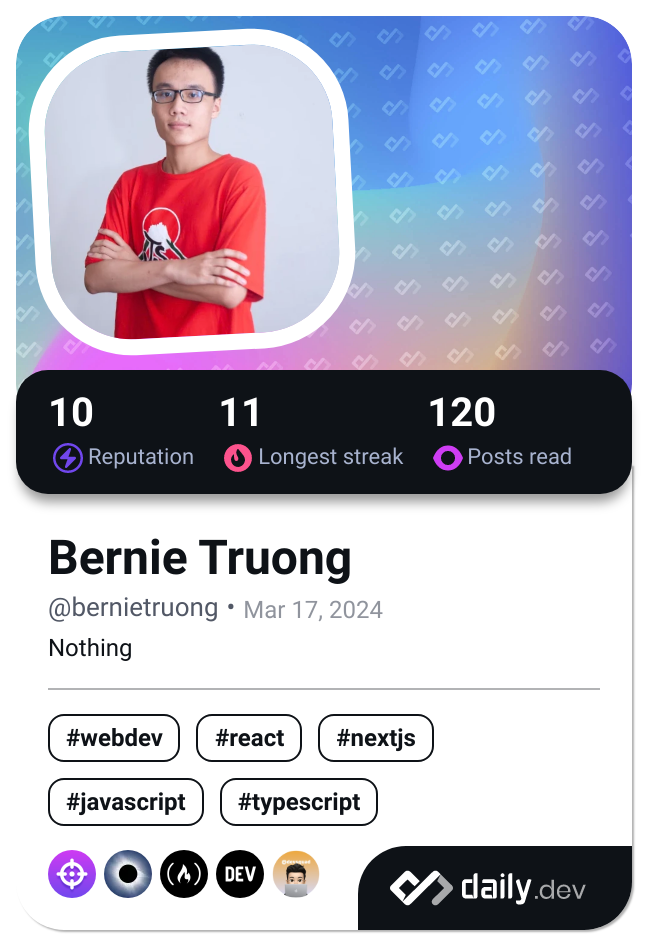 10 11 120
Reputation Longest streak Posts read
Bernie Truong
@bernietruong • Mar 17, 2024
Nothing
#webdev #react #nextjs
#javascript #typescript
DEV
daily.dev